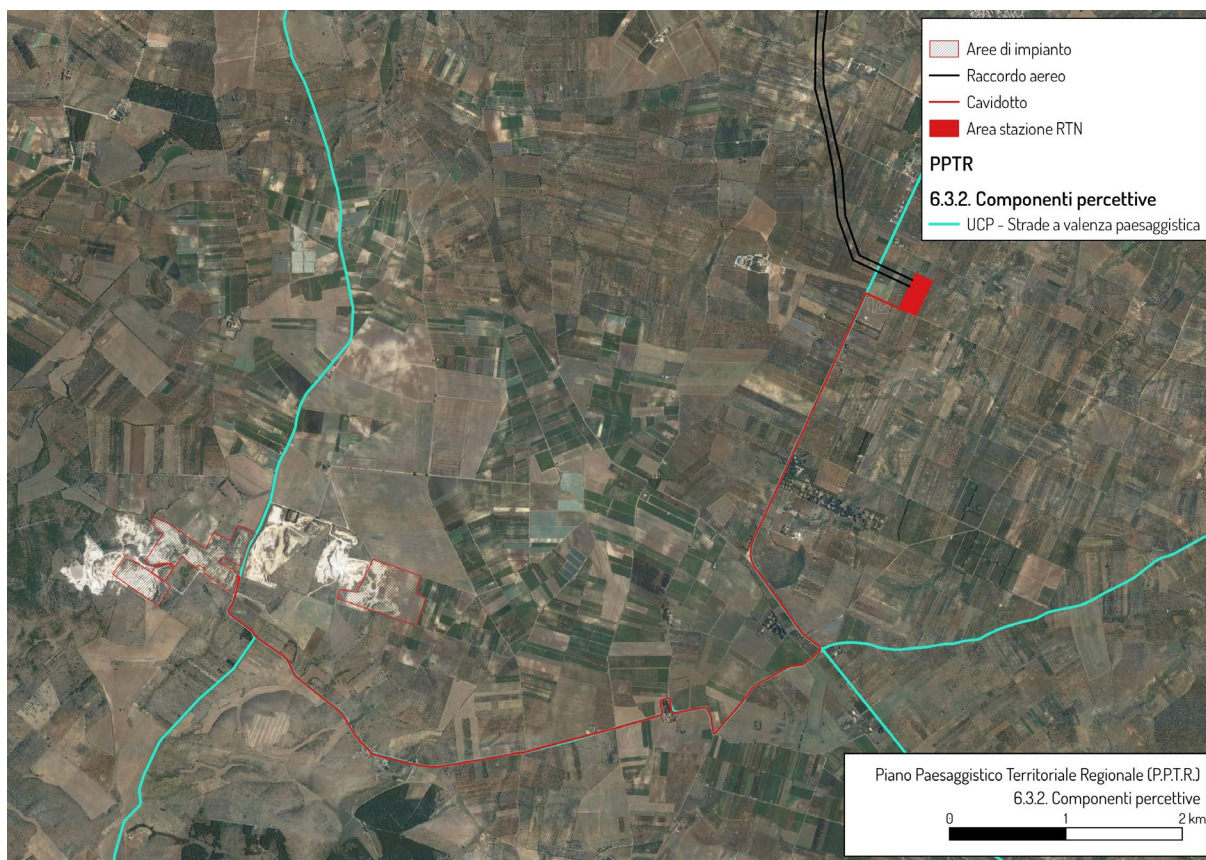 Aree di impianto
Raccordo aereo
Cavidotto
Area stazione RTN
PPTR
6.3.2. Componenti percettive
UCP - Strade a valenza paesaggistica
Piano Paesaggistico Territoriale Regionale (P.P.T.R.)
6.3.2. Componenti percettive
0 1 2 km